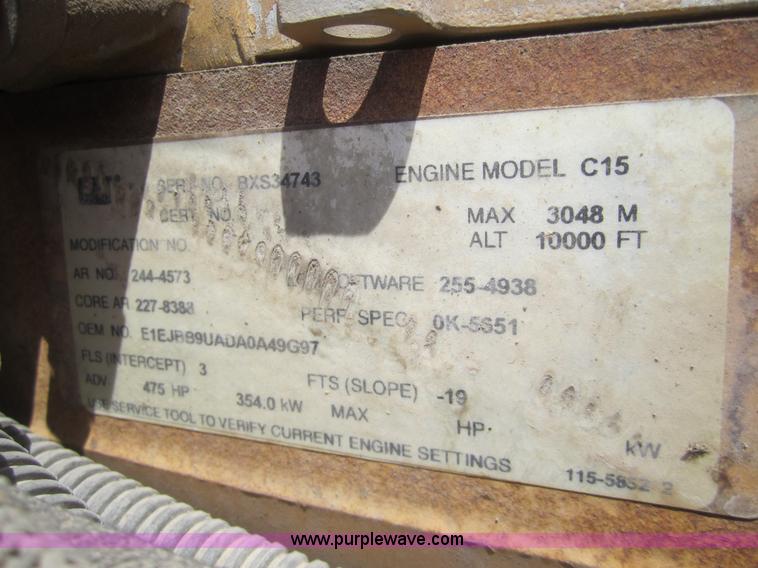 CAT SER NO. BXS34743 ENGINE MODEL C15
CERT NO. MAX 3048 M
MODIFICATION NO ALT 10000 FT
AR NO. 244-4573 SOFTWARE 255-4938
CORE AR 227-8388 PERF SPEC 0K-5651
OEM NO. E1EJBB9UADA0A49G97
FLS (INTERCEPT) 3 FTS (SLOPE) -19
ADV 475 HP 354.0 kW MAX HP kW
USE SERVICE TOOL TO VERIFY CURRENT ENGINE SETTINGS 115-5852 2
www.purplewave.com